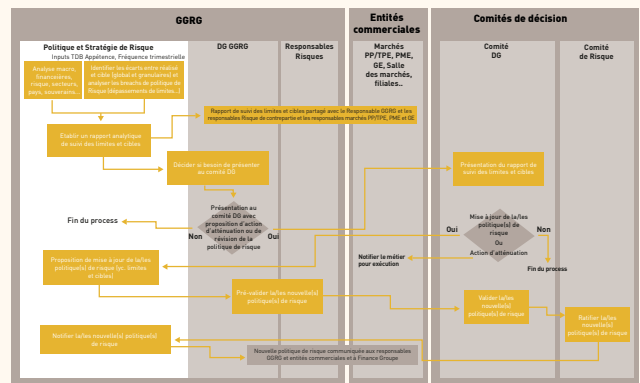 GGRG
Entités
commerciales
Comités de décision
Politique et Stratégie de Risque
Inputs TDB Appétence, Fréquence trimestrielle
DG GGRG
Responsables
Risques
Marchés
PP/TPE, PME,
GE, Salle
des marchés,
filiales..
Comité
DG
Comité
de Risque
Analyse macro,
financières,
risque, secteurs,
pays, souverains...
Identifier les écarts entre réalisé
et cible (global et granulaires) et
analyser les breachs de politique de
Risque (dépassements de limites...)
Rapport de suivi des limites et cibles partagé avec le Responsable GGRG et les
responsables Risque de contrepartie et les responsables marchés PP/TPE, PME et GE
Etablir un rapport analytique
de suivi des limites et cibles
Décider si besoin de présenter
au comité DG
Présentation du rapport de
suivi des limites et cibles
Présentation au
comité DG avec
proposition d'action
d'atténuation ou de
révision de la
politique de risque
Fin du process
Non
Oui
Mise à jour de la/les
politique(s) de
risque
Ou
Action d'atténuation
Oui
Non
Notifier le métier
pour exécution
Fin du process
Proposition de mise à jour de la/les
politique(s) de risque (yc. limites
et cibles)
Pré-valider la/les nouvelle(s)
politique(s) de risque
Valider la/les
nouvelle(s)
politique(s) de risque
Ratifier la/les
nouvelle(s)
politique(s) de risque
Notifier la/les nouvelle(s) politique(s)
de risque
Nouvelle politique de risque communiquée aux responsables
GGRG et entités commerciales et à Finance Groupe